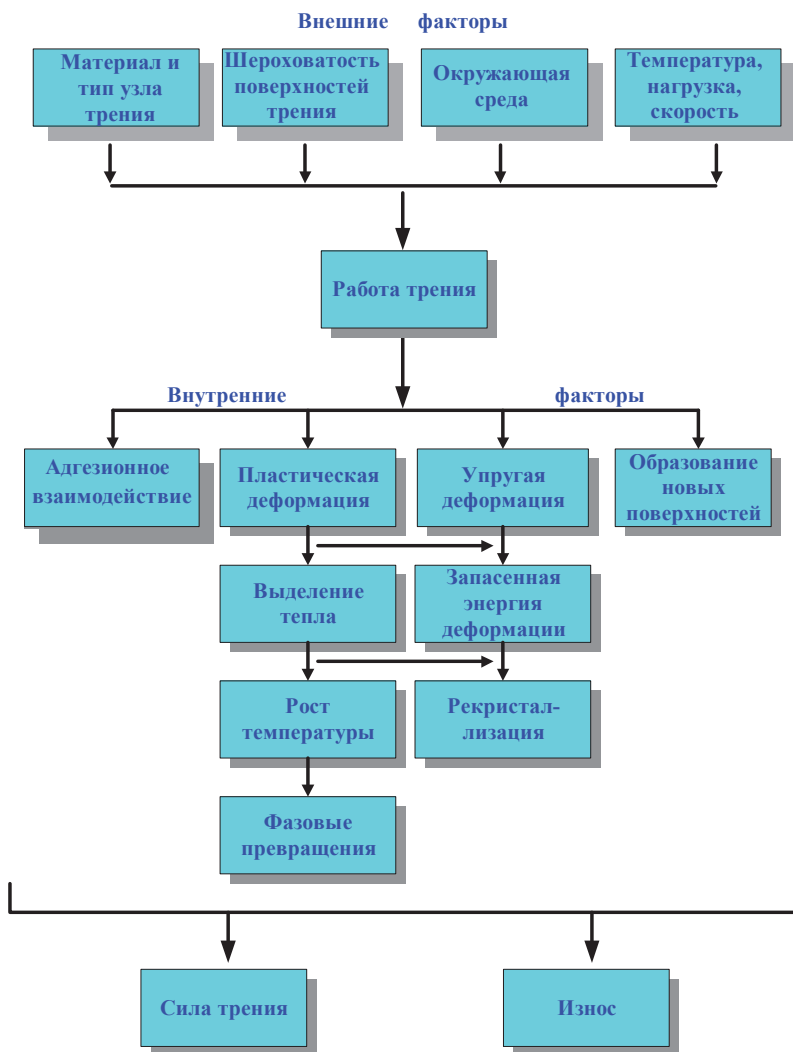 Внешние факторы
Материал и
тип узла
трения
Шероховатость
поверхностей
трения
Окружающая
среда
Температура,
нагрузка,
скорость
Работа трения
Внутренние факторы
Адгезионное
взаимодействие
Пластическая
деформация
Упругая
деформация
Образование
новых
поверхностей
Выделение
тепла
Запасенная
энергия
деформации
Рост
температуры
Рекристал-
лизация
Фазовые
превращения
Сила трения
Износ